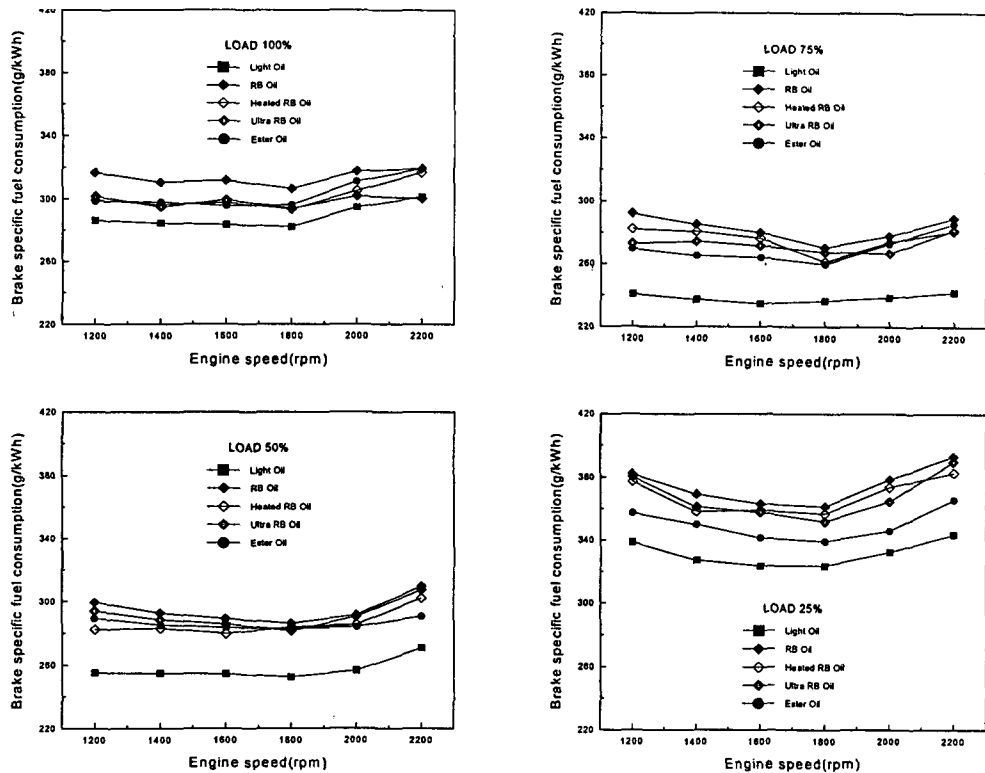 420
380
340
300
260
220
Brake specific fuel consumption(g/kWh)
LOAD 100%
Light Oil
RB Oil
Heated RB Oil
Ultra RB Oil
Ester Oil
1200 1400 1600 1800 2000 2200
Engine speed(rpm)
420
380
340
300
260
220
Brake specific fuel consumption(g/kWh)
LOAD 75%
Light Oil
RB Oil
Heated RB Oil
Ultra RB Oil
Ester Oil
1200 1400 1600 1800 2000 2200
Engine speed(rpm)
420
380
340
300
260
220
Brake specific fuel consumption(g/kWh)
LOAD 50%
Light Oil
RB Oil
Heated RB Oil
Ultra RB Oil
Ester Oil
1200 1400 1600 1800 2000 2200
Engine speed(rpm)
420
380
340
300
260
220
Brake specific fuel consumption(g/kWh)
LOAD 25%
Light Oil
RB Oil
Heated RB Oil
Ultra RB Oil
Ester Oil
1200 1400 1600 1800 2000 2200
Engine speed(rpm)